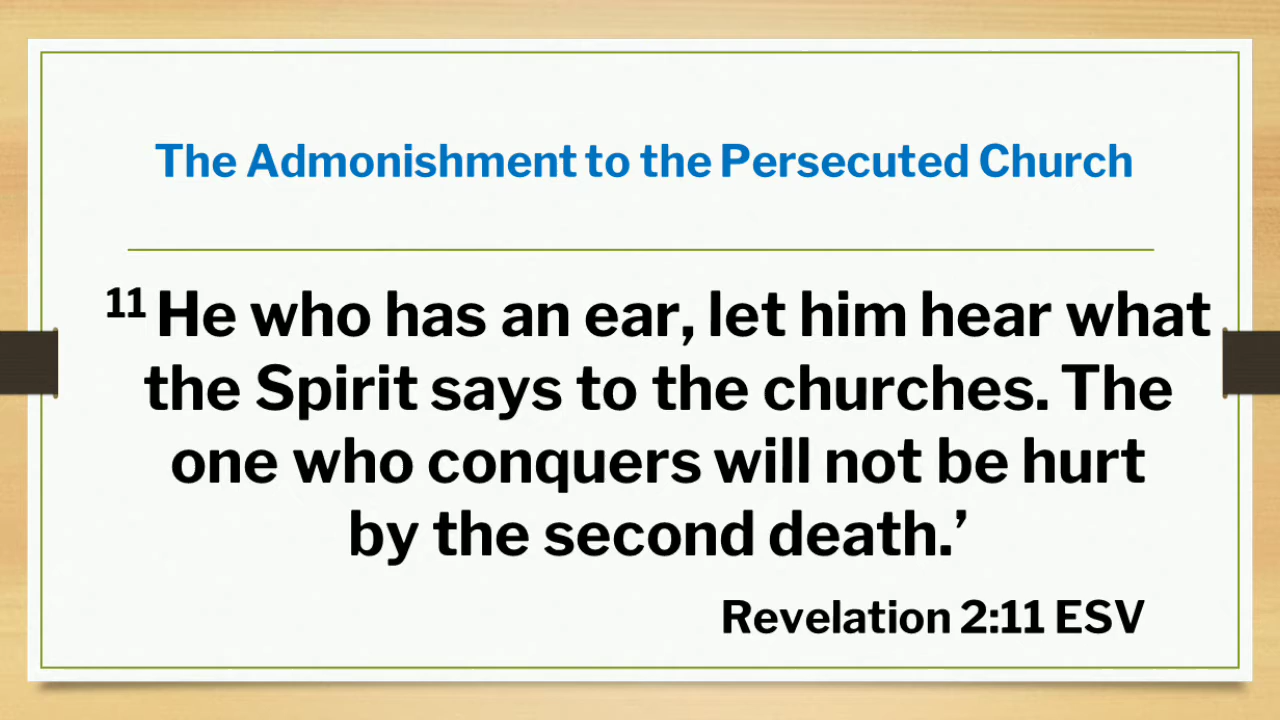 The Admonishment to the Persecuted Church
11 He who has an ear, let him hear what
the Spirit says to the churches. The
one who conquers will not be hurt
by the second death.’
Revelation 2:11 ESV